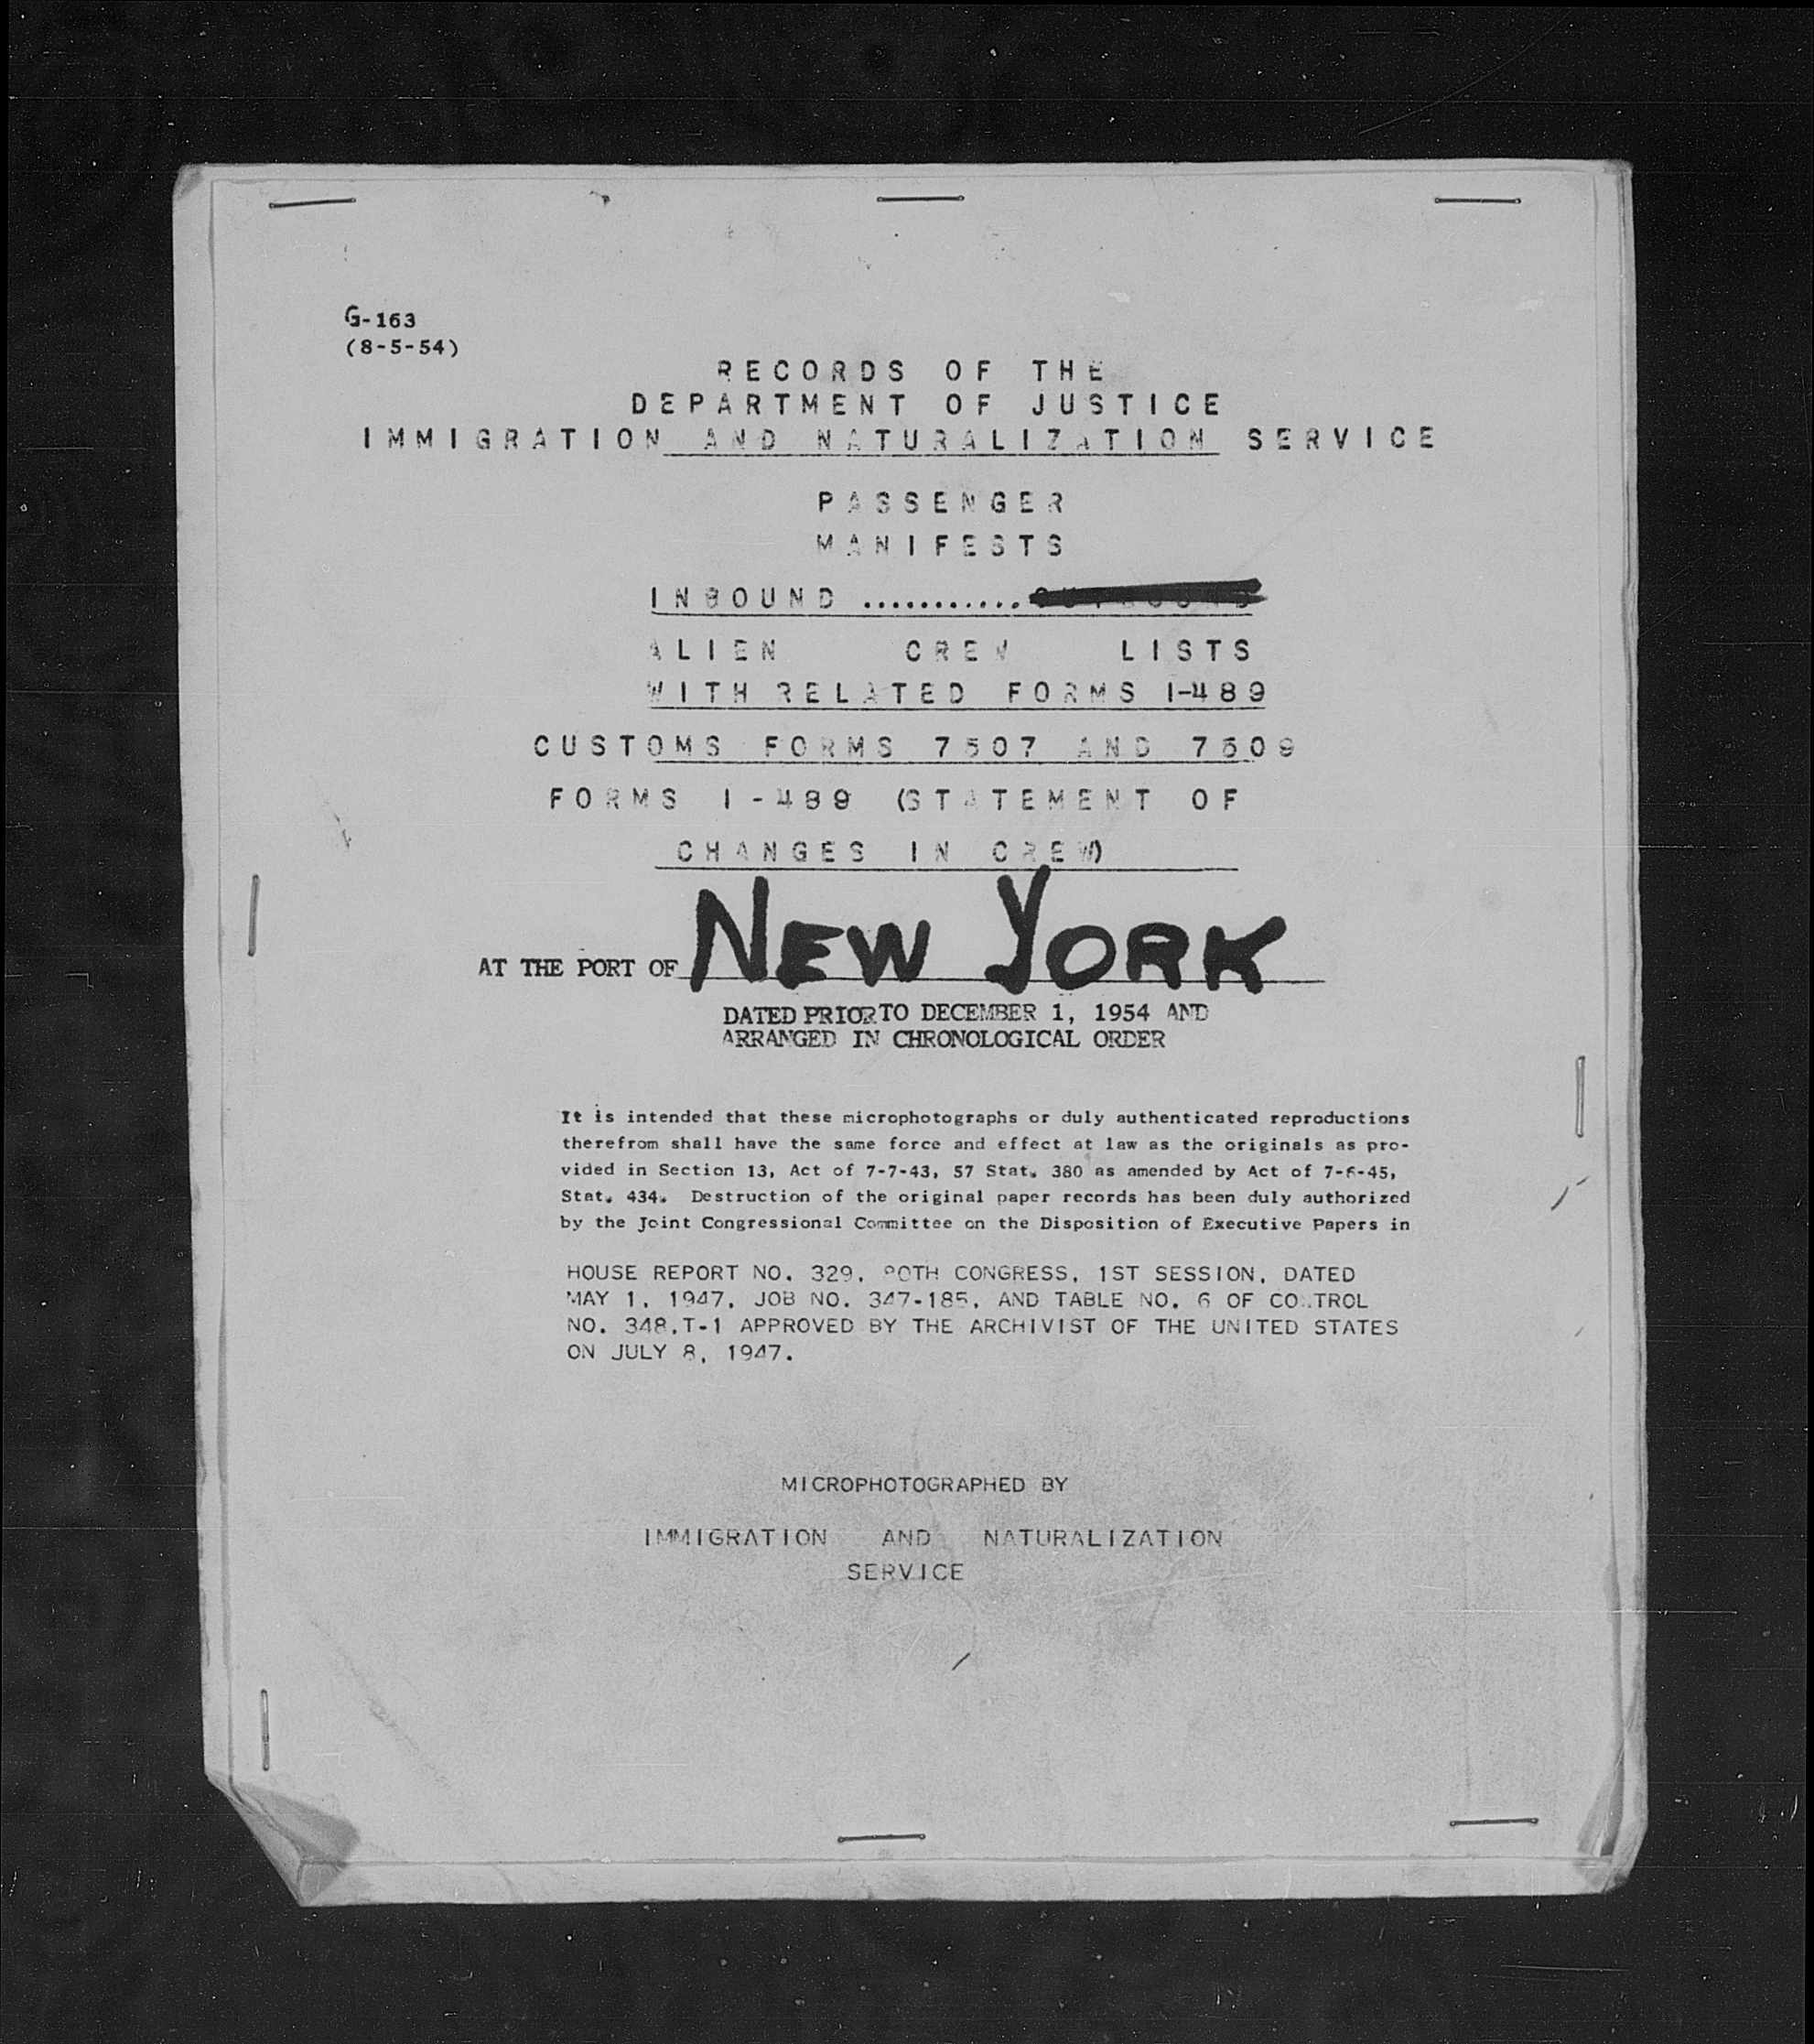 G-163
(8-5-54)
RECORDS OF THE
DEPARTMENT OF JUSTICE
IMMIGRATION AND NATURALIZATION SERVICE
PASSENGER
MANIFESTS
INBOUND ...........
ALIEN CREW LISTS
WITH RELATED FORMS I-489
CUSTOMS FORMS 7507 AND 7509
FORMS I-489 (STATEMENT OF
CHANGES IN CREW)
AT THE PORT OF NEW YORK
DATED PRIOR TO DECEMBER 1, 1954 AND
ARRANGED IN CHRONOLOGICAL ORDER
It is intended that these microphotographs or duly authenticated reproductions
therefrom shall have the same force and effect at law as the originals as pro-
vided in Section 13, Act of 7-7-43, 57 Stat. 380 as amended by Act of 7-6-45,
Stat. 434. Destruction of the original paper records has been duly authorized
by the Joint Congressional Committee on the Disposition of Executive Papers in
HOUSE REPORT NO. 329, 80TH CONGRESS, 1ST SESSION, DATED
MAY 1, 1947, JOB NO. 347-185, AND TABLE NO. 6 OF CONTROL
NO. 348,T-1 APPROVED BY THE ARCHIVIST OF THE UNITED STATES
ON JULY 8, 1947.
MICROPHOTOGRAPHED BY
IMMIGRATION AND NATURALIZATION
SERVICE